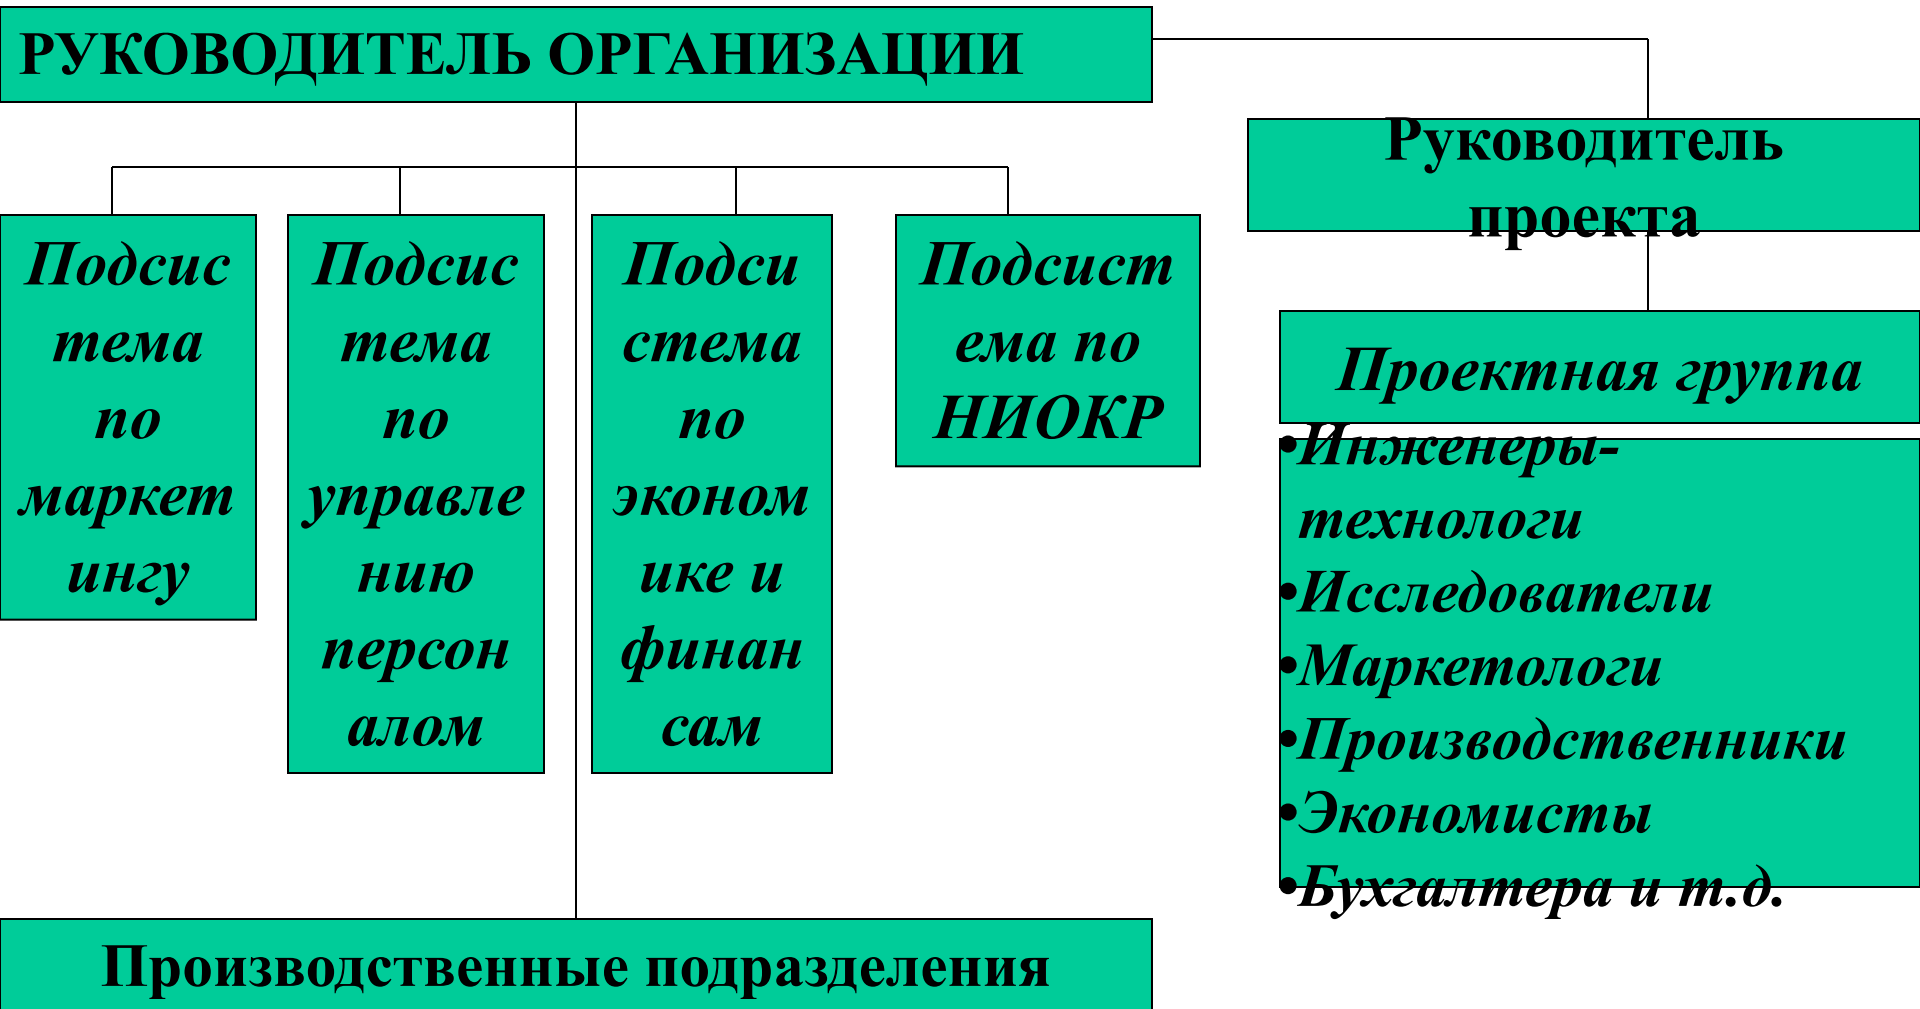 РУКОВОДИТЕЛЬ ОРГАНИЗАЦИИ
Руководитель
проекта
Подсис
тема
по
маркет
ингу
Подсис
тема
по
управле
нию
персон
алом
Подси
стема
по
эконом
ике и
финан
сам
Подсист
ема по
НИОКР
Проектная группа
•Инженеры-
технологи
•Исследователи
•Маркетологи
•Производственники
•Экономисты
•Бухгалтера и т.д.
Производственные подразделения